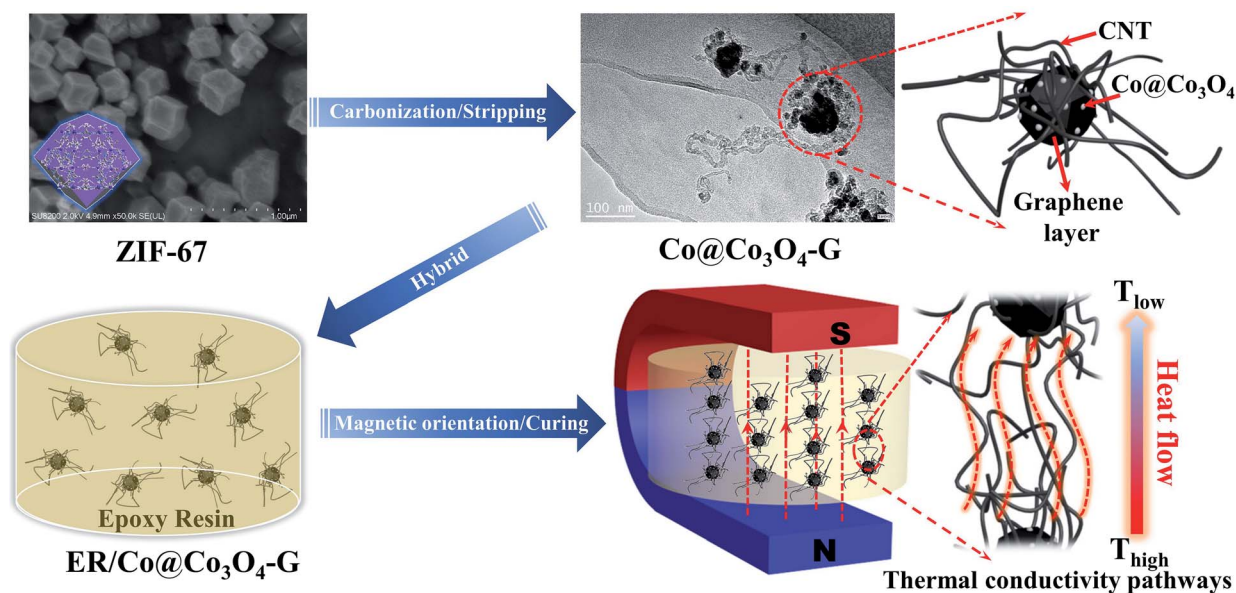 SU8200 2.0kV 4.9mm x50.0k SE(UL)
1.00μm
ZIF-67
Carbonization/Stripping
100 nm
Co@Co₃O₄-G
CNT
Co@Co₃O₄
Graphene
layer
Hybrid
Epoxy Resin
ER/Co@Co₃O₄-G
Magnetic orientation/Curing
S
N
T_low
Heat flow
T_high
Thermal conductivity pathways